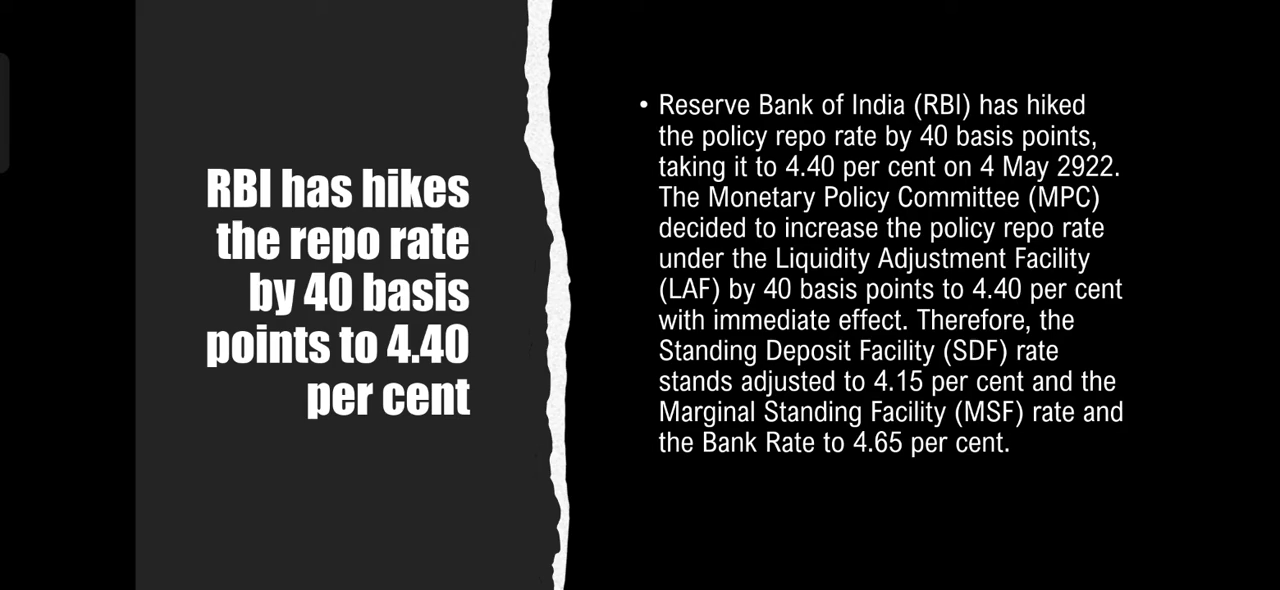 RBI has hikes
the repo rate
by 40 basis
points to 4.40
per cent
• Reserve Bank of India (RBI) has hiked
the policy repo rate by 40 basis points,
taking it to 4.40 per cent on 4 May 2922.
The Monetary Policy Committee (MPC)
decided to increase the policy repo rate
under the Liquidity Adjustment Facility
(LAF) by 40 basis points to 4.40 per cent
with immediate effect. Therefore, the
Standing Deposit Facility (SDF) rate
stands adjusted to 4.15 per cent and the
Marginal Standing Facility (MSF) rate and
the Bank Rate to 4.65 per cent.